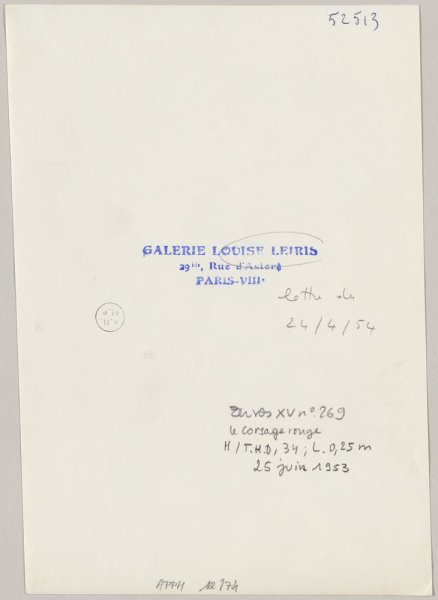 52513
GALERIE LOUISE LEIRIS
29bis, Rue d'Astorg
PARIS-VIIIe
lettre du
24/4/54
A.N.
M.P.
Zervos XV n° 269
le corsage rouge
H/T. H.0,34 ; L. 0,25 m
25 juin 1953
APPH